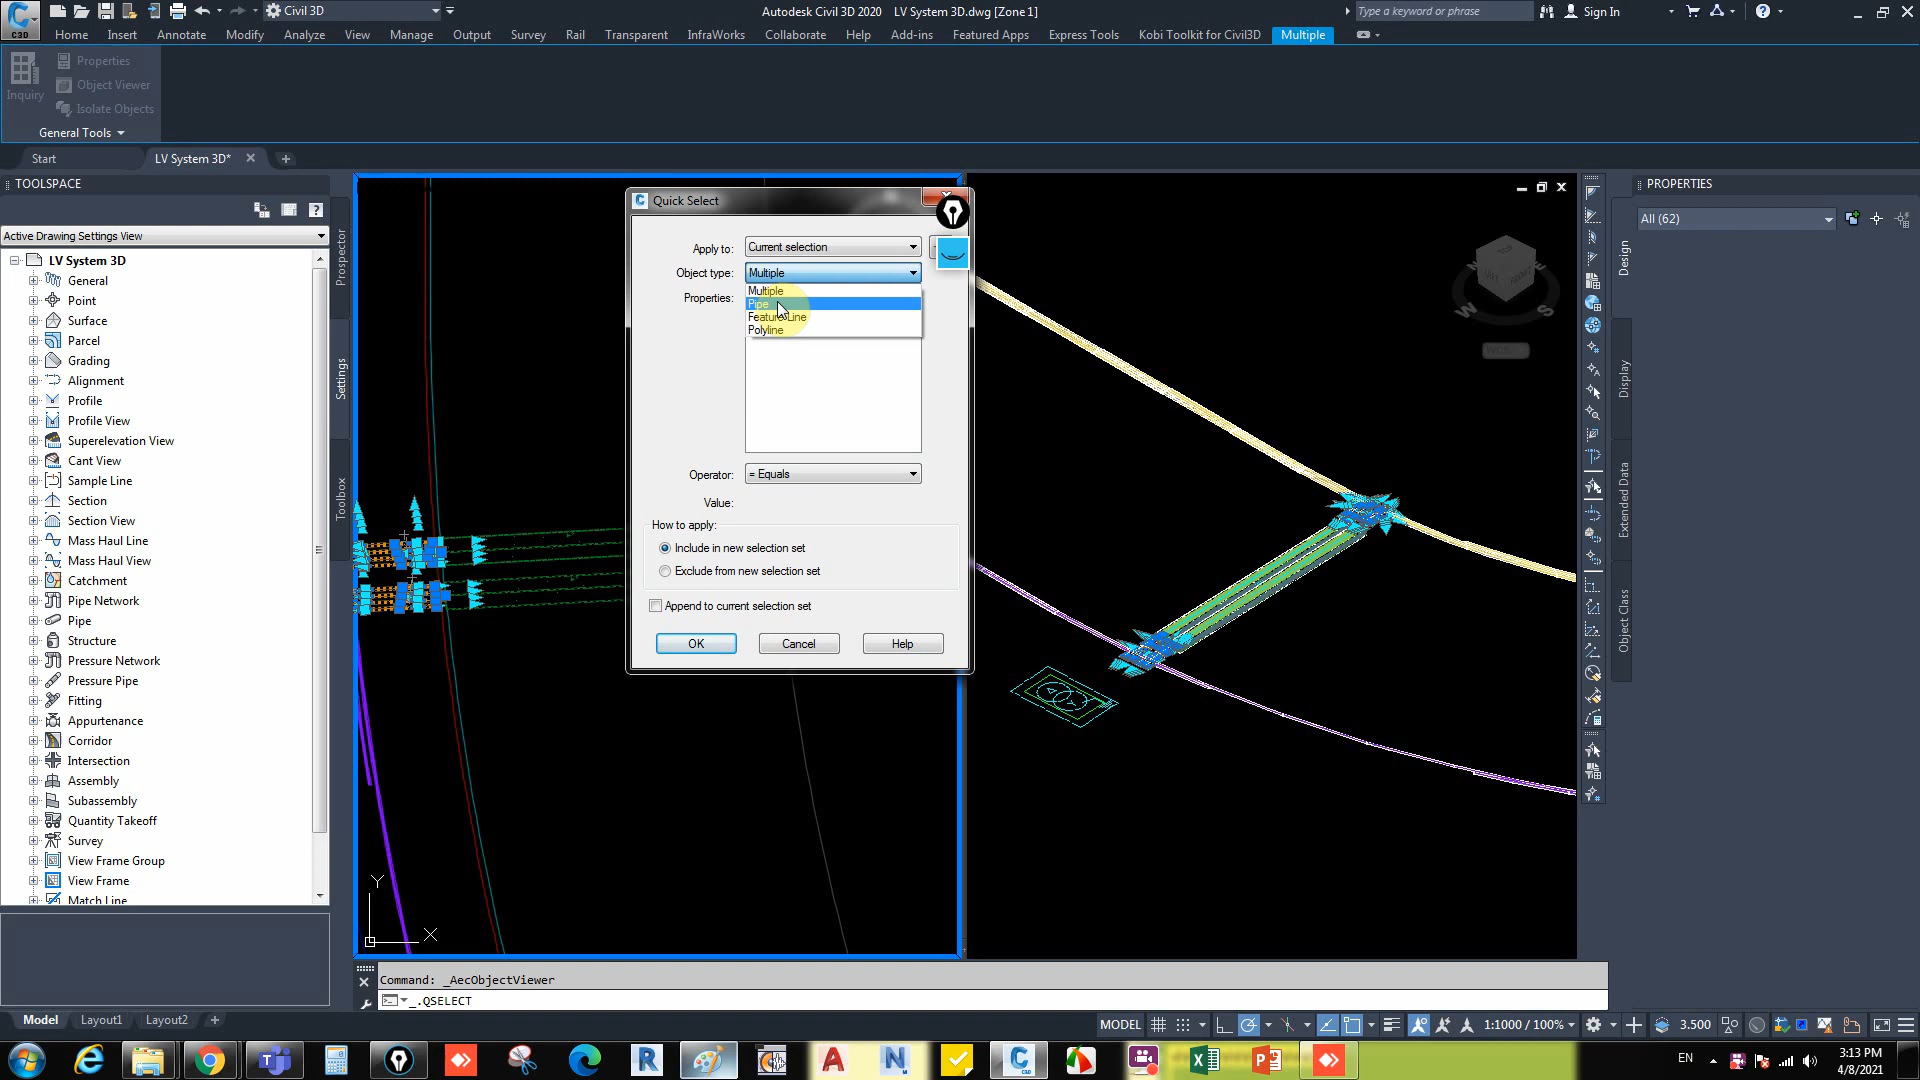 Civil 3D
Autodesk Civil 3D 2020 LV System 3D.dwg [Zone1]
Type a keyword or phrase
Sign In
C3D
Home Insert Annotate Modify Analyze View Manage Output Survey Rail Transparent InfraWorks Collaborate Help Add-ins Featured Apps Express Tools Kobi Toolkit for Civil3D Multiple
Inquiry
Properties
Object Viewer
Isolate Objects
General Tools
Start
LV System 3D*
TOOLSPACE
Active Drawing Settings View
LV System 3D
General
Point
Surface
Parcel
Grading
Alignment
Profile
Profile View
Superelevation View
Cant View
Sample Line
Section
Section View
Mass Haul Line
Mass Haul View
Catchment
Pipe Network
Pipe
Structure
Pressure Network
Pressure Pipe
Fitting
Appurtenance
Corridor
Intersection
Assembly
Subassembly
Quantity Takeoff
Survey
View Frame Group
View Frame
Match Line
Prospector
Settings
Toolbox
Quick Select
Apply to: Current selection
Object type: Multiple
Multiple
Pipe
Feature Line
Polyline
Properties:
Operator: = Equals
Value:
How to apply:
Include in new selection set
Exclude from new selection set
Append to current selection set
OK
Cancel
Help
Y
X
TOP
S
WCS
PROPERTIES
All (62)
Design
Display
Extended Data
Object Class
Command: _AecObjectViewer
_.QSELECT
Model Layout1 Layout2
MODEL
1:1000 / 100%
3.500
EN
3:13 PM
4/8/2021